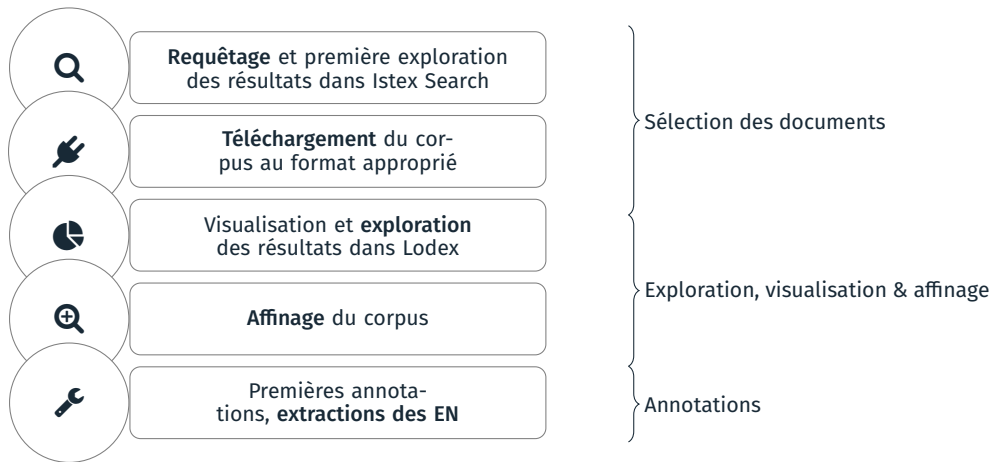 Requêtage et première exploration
des résultats dans Istex Search
Téléchargement du cor-
pus au format approprié
Sélection des documents
Visualisation et exploration
des résultats dans Lodex
Affinage du corpus
Exploration, visualisation & affinage
Premières annota-
tions, extractions des EN
Annotations